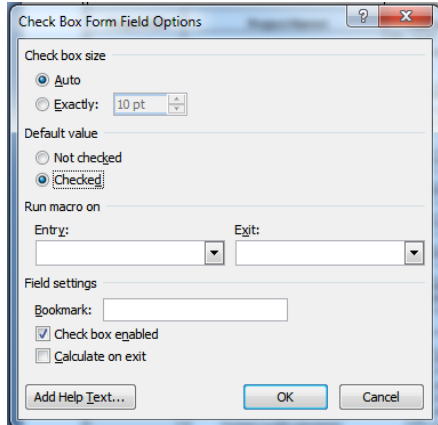 Check Box Form Field Options
Check box size
Auto
Exactly: 10 pt
Default value
Not checked
Checked
Run macro on
Entry: Exit:
Field settings
Bookmark:
Check box enabled
Calculate on exit
Add Help Text... OK Cancel